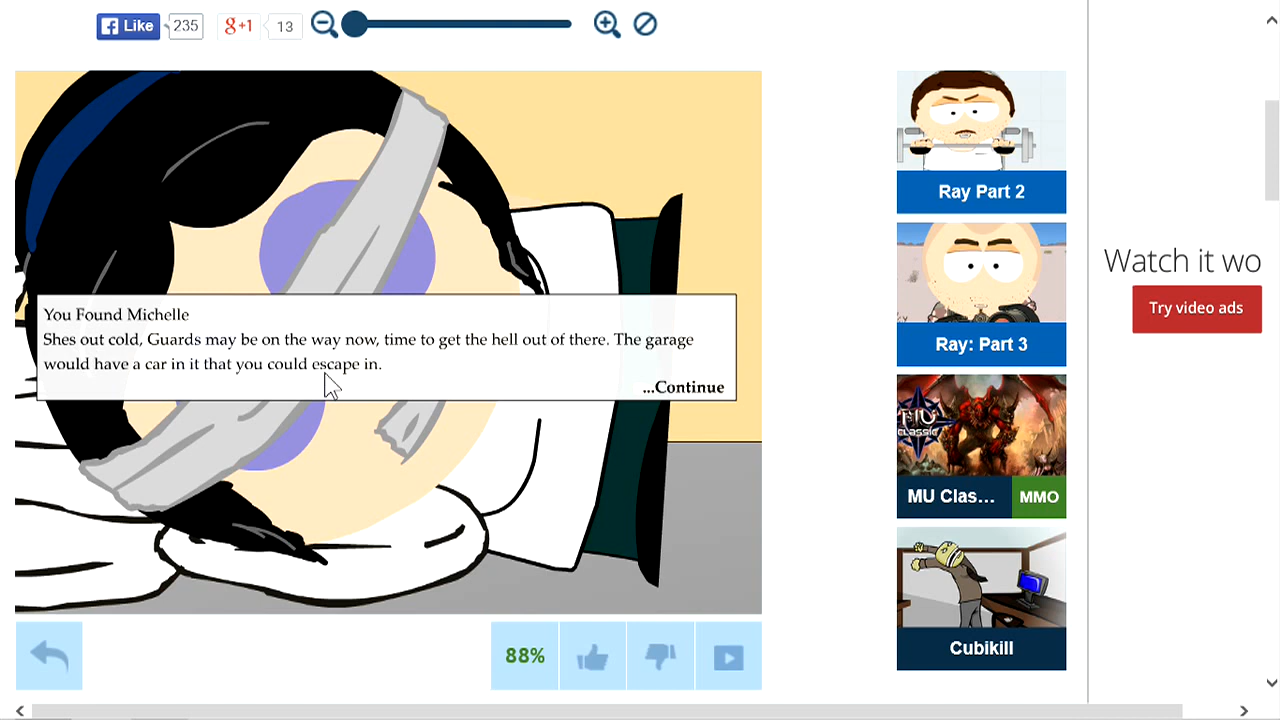 Like
235
g+1
13
You Found Michelle
Shes out cold, Guards may be on the way now, time to get the hell out of there. The garage
would have a car in it that you could escape in.
...Continue
88%
Ray Part 2
Ray: Part 3
MU
CLASSIC
MU Clas...
MMO
Cubikill
Watch it wo
Try video ads